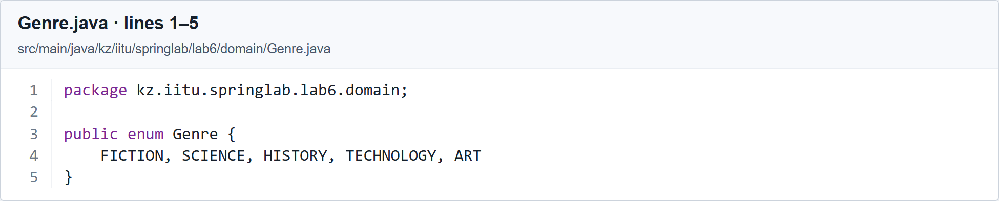 Genre.java · lines 1–5
src/main/java/kz/iitu/springlab/lab6/domain/Genre.java
1 package kz.iitu.springlab.lab6.domain;
2
3 public enum Genre {
4     FICTION, SCIENCE, HISTORY, TECHNOLOGY, ART
5 }